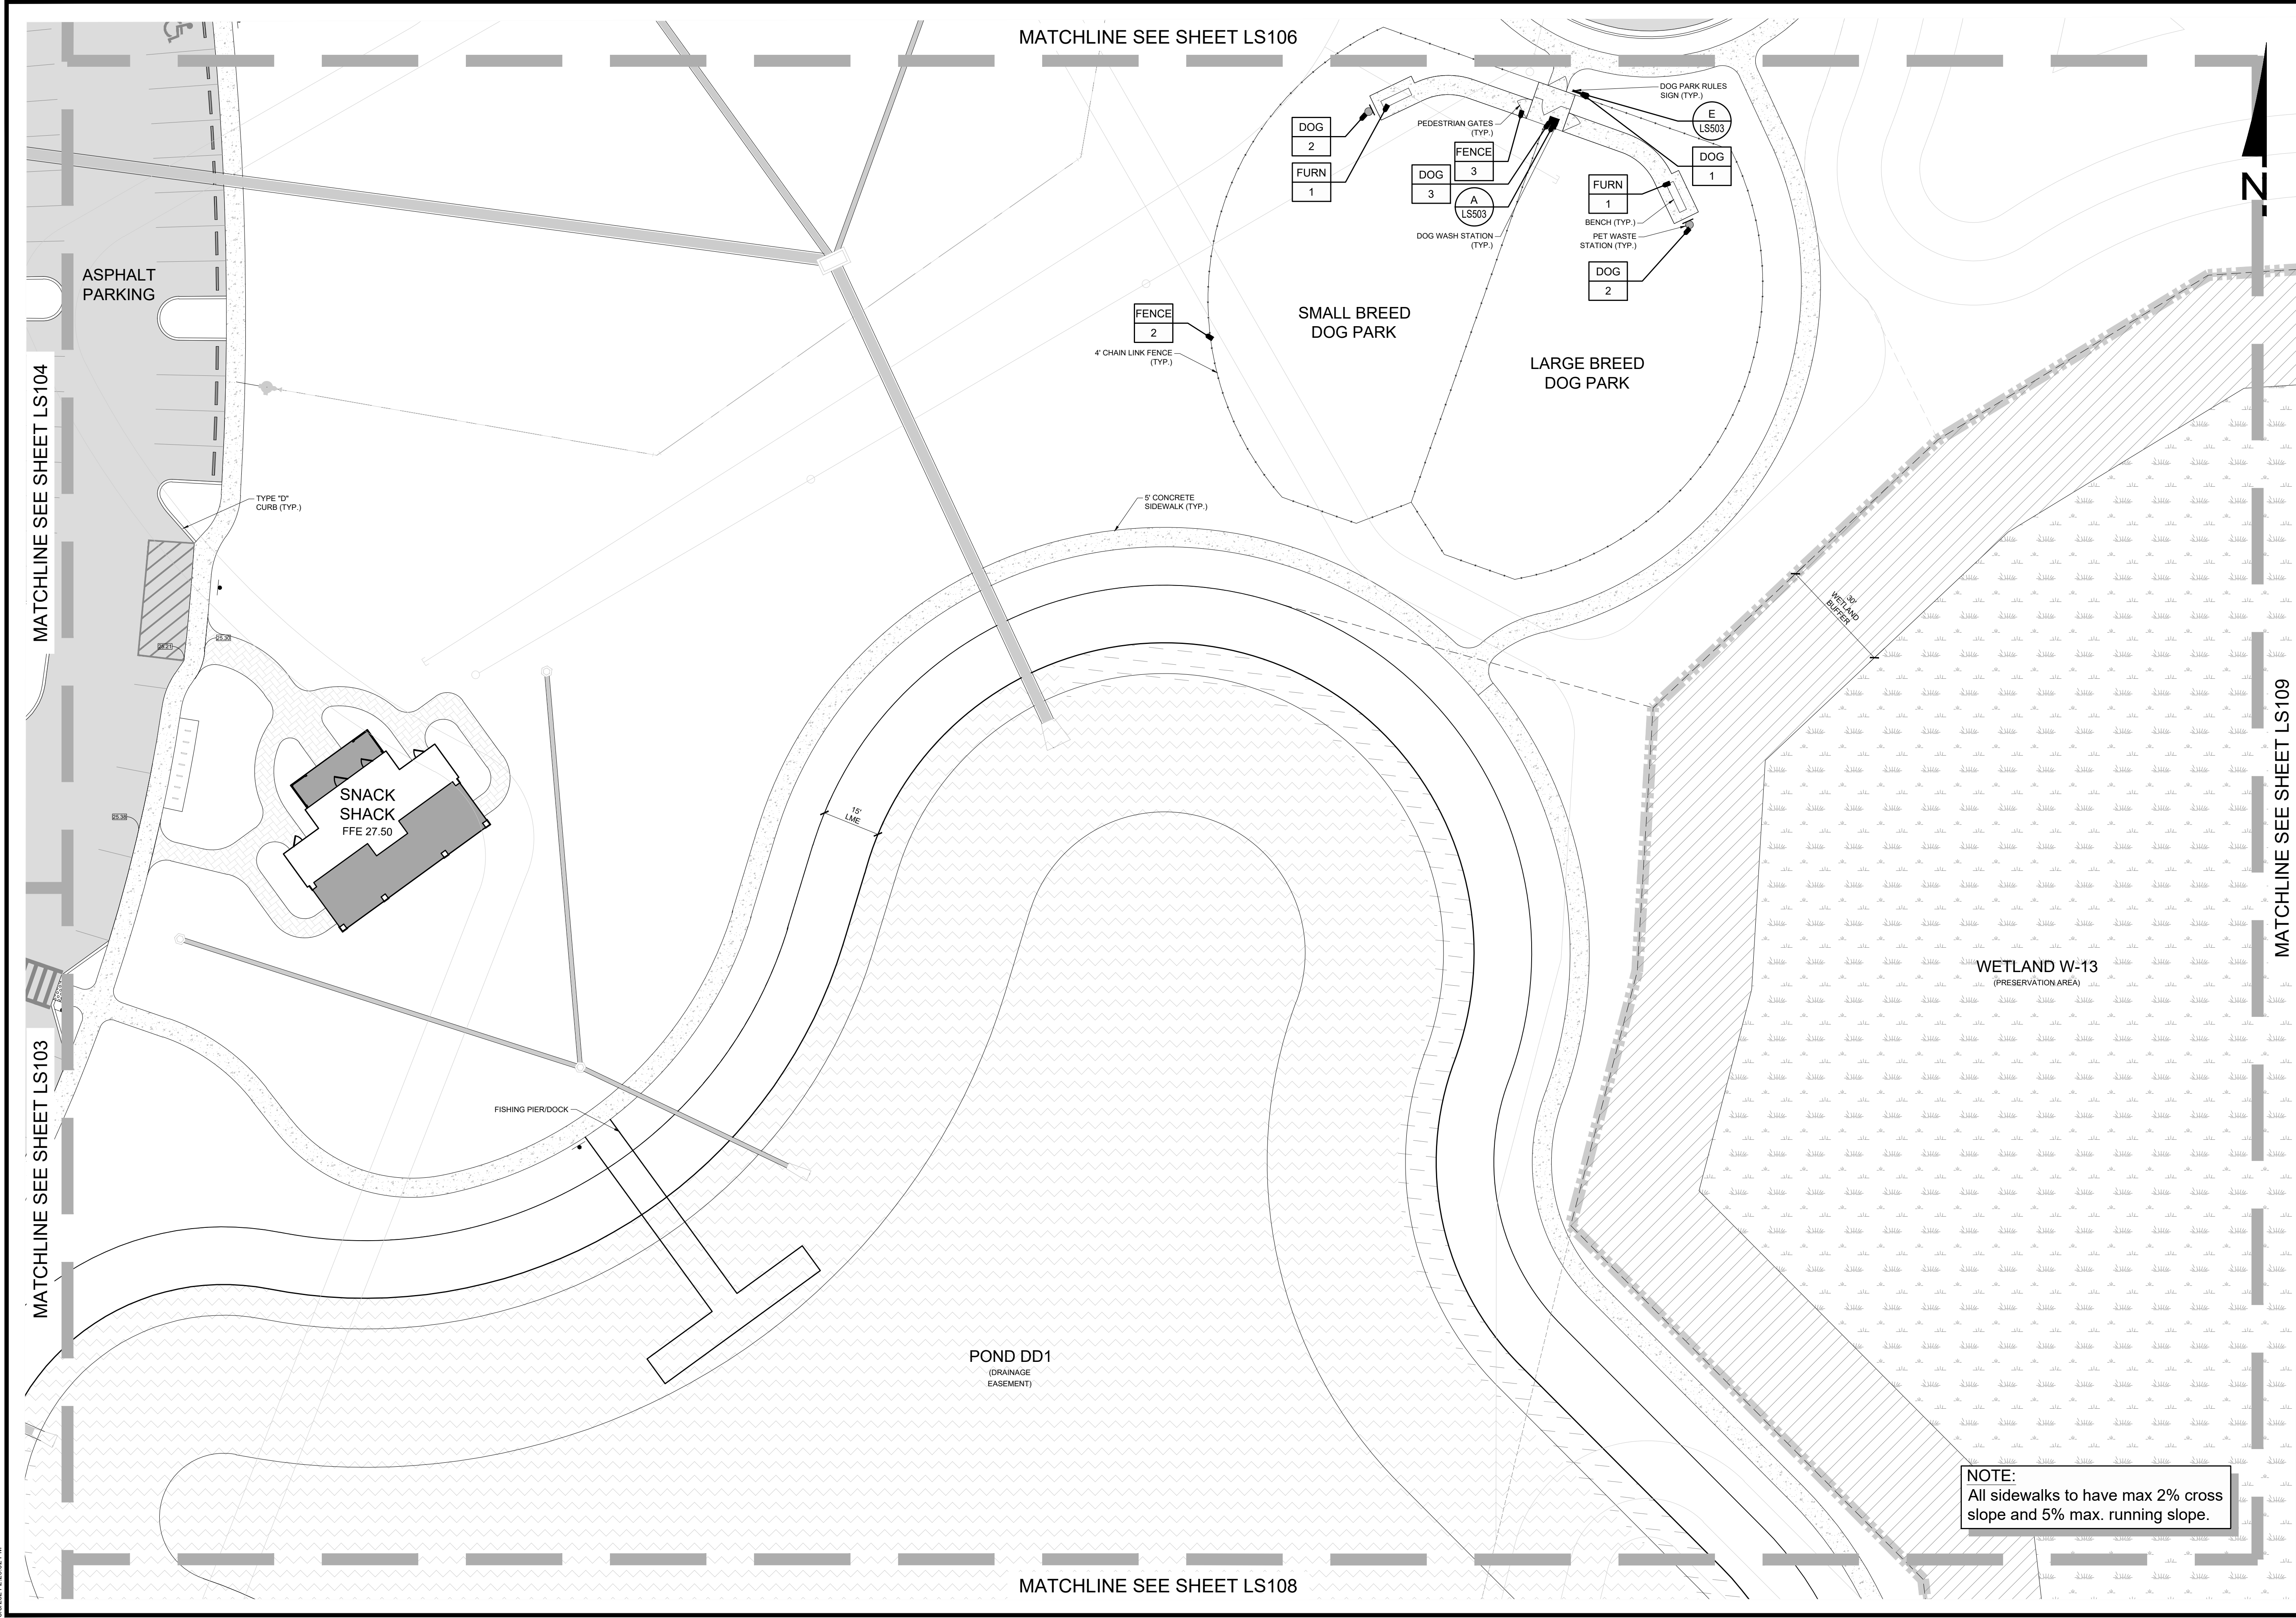 MATCHLINE SEE SHEET LS106
DOG PARK RULES
SIGN (TYP.)
E
LS503
PEDESTRIAN GATES
(TYP.)
DOG
2
FENCE
3
DOG
1
FURN
1
DOG
3
FURN
1
A
LS503
BENCH (TYP.)
DOG WASH STATION
(TYP.)
PET WASTE
STATION (TYP.)
N
DOG
2
ASPHALT
PARKING
FENCE
2
SMALL BREED
DOG PARK
4' CHAIN LINK FENCE
(TYP.)
LARGE BREED
DOG PARK
MATCHLINE SEE SHEET LS104
TYPE "D"
CURB (TYP.)
5' CONCRETE
SIDEWALK (TYP.)
30'
WETLAND
BUFFER
25.90
SNACK
SHACK
FFE 27.50
25.38
15'
LME
MATCHLINE SEE SHEET LS109
WETLAND W-13
(PRESERVATION AREA)
MATCHLINE SEE SHEET LS103
FISHING PIER/DOCK
POND DD1
(DRAINAGE
EASEMENT)
NOTE:
All sidewalks to have max 2% cross
slope and 5% max. running slope.
MATCHLINE SEE SHEET LS108